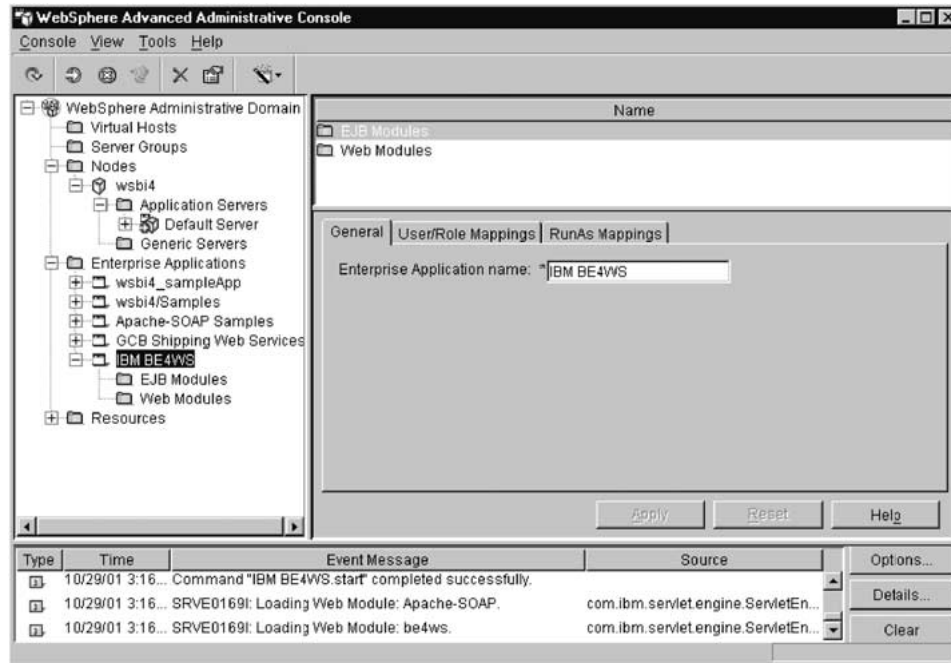 WebSphere Advanced Administrative Console
Console View Tools Help
WebSphere Administrative Domain
Virtual Hosts
Server Groups
Nodes
wsbi4
Application Servers
Default Server
Generic Servers
Enterprise Applications
wsbi4_sampleApp
wsbi4/Samples
Apache-SOAP Samples
GCB Shipping Web Services
IBM BE4WS
EJB Modules
Web Modules
Resources
Name
EJB Modules
Web Modules
General User/Role Mappings RunAs Mappings
Enterprise Application name: *IBM BE4WS
Apply Reset Help
Type Time Event Message Source
10/29/01 3:16... Command "IBM BE4WS.start" completed successfully.
10/29/01 3:16... SRVE0169I: Loading Web Module: Apache-SOAP. com.ibm.servlet.engine.ServletEn...
10/29/01 3:16... SRVE0169I: Loading Web Module: be4ws. com.ibm.servlet.engine.ServletEn...
Options...
Details...
Clear